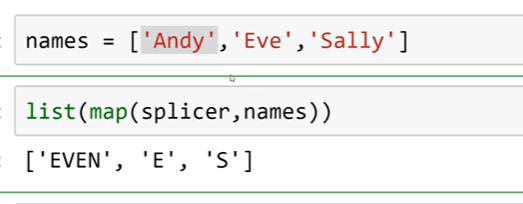 names = ['Andy','Eve','Sally']
list(map(splicer,names))
['EVEN', 'E', 'S']